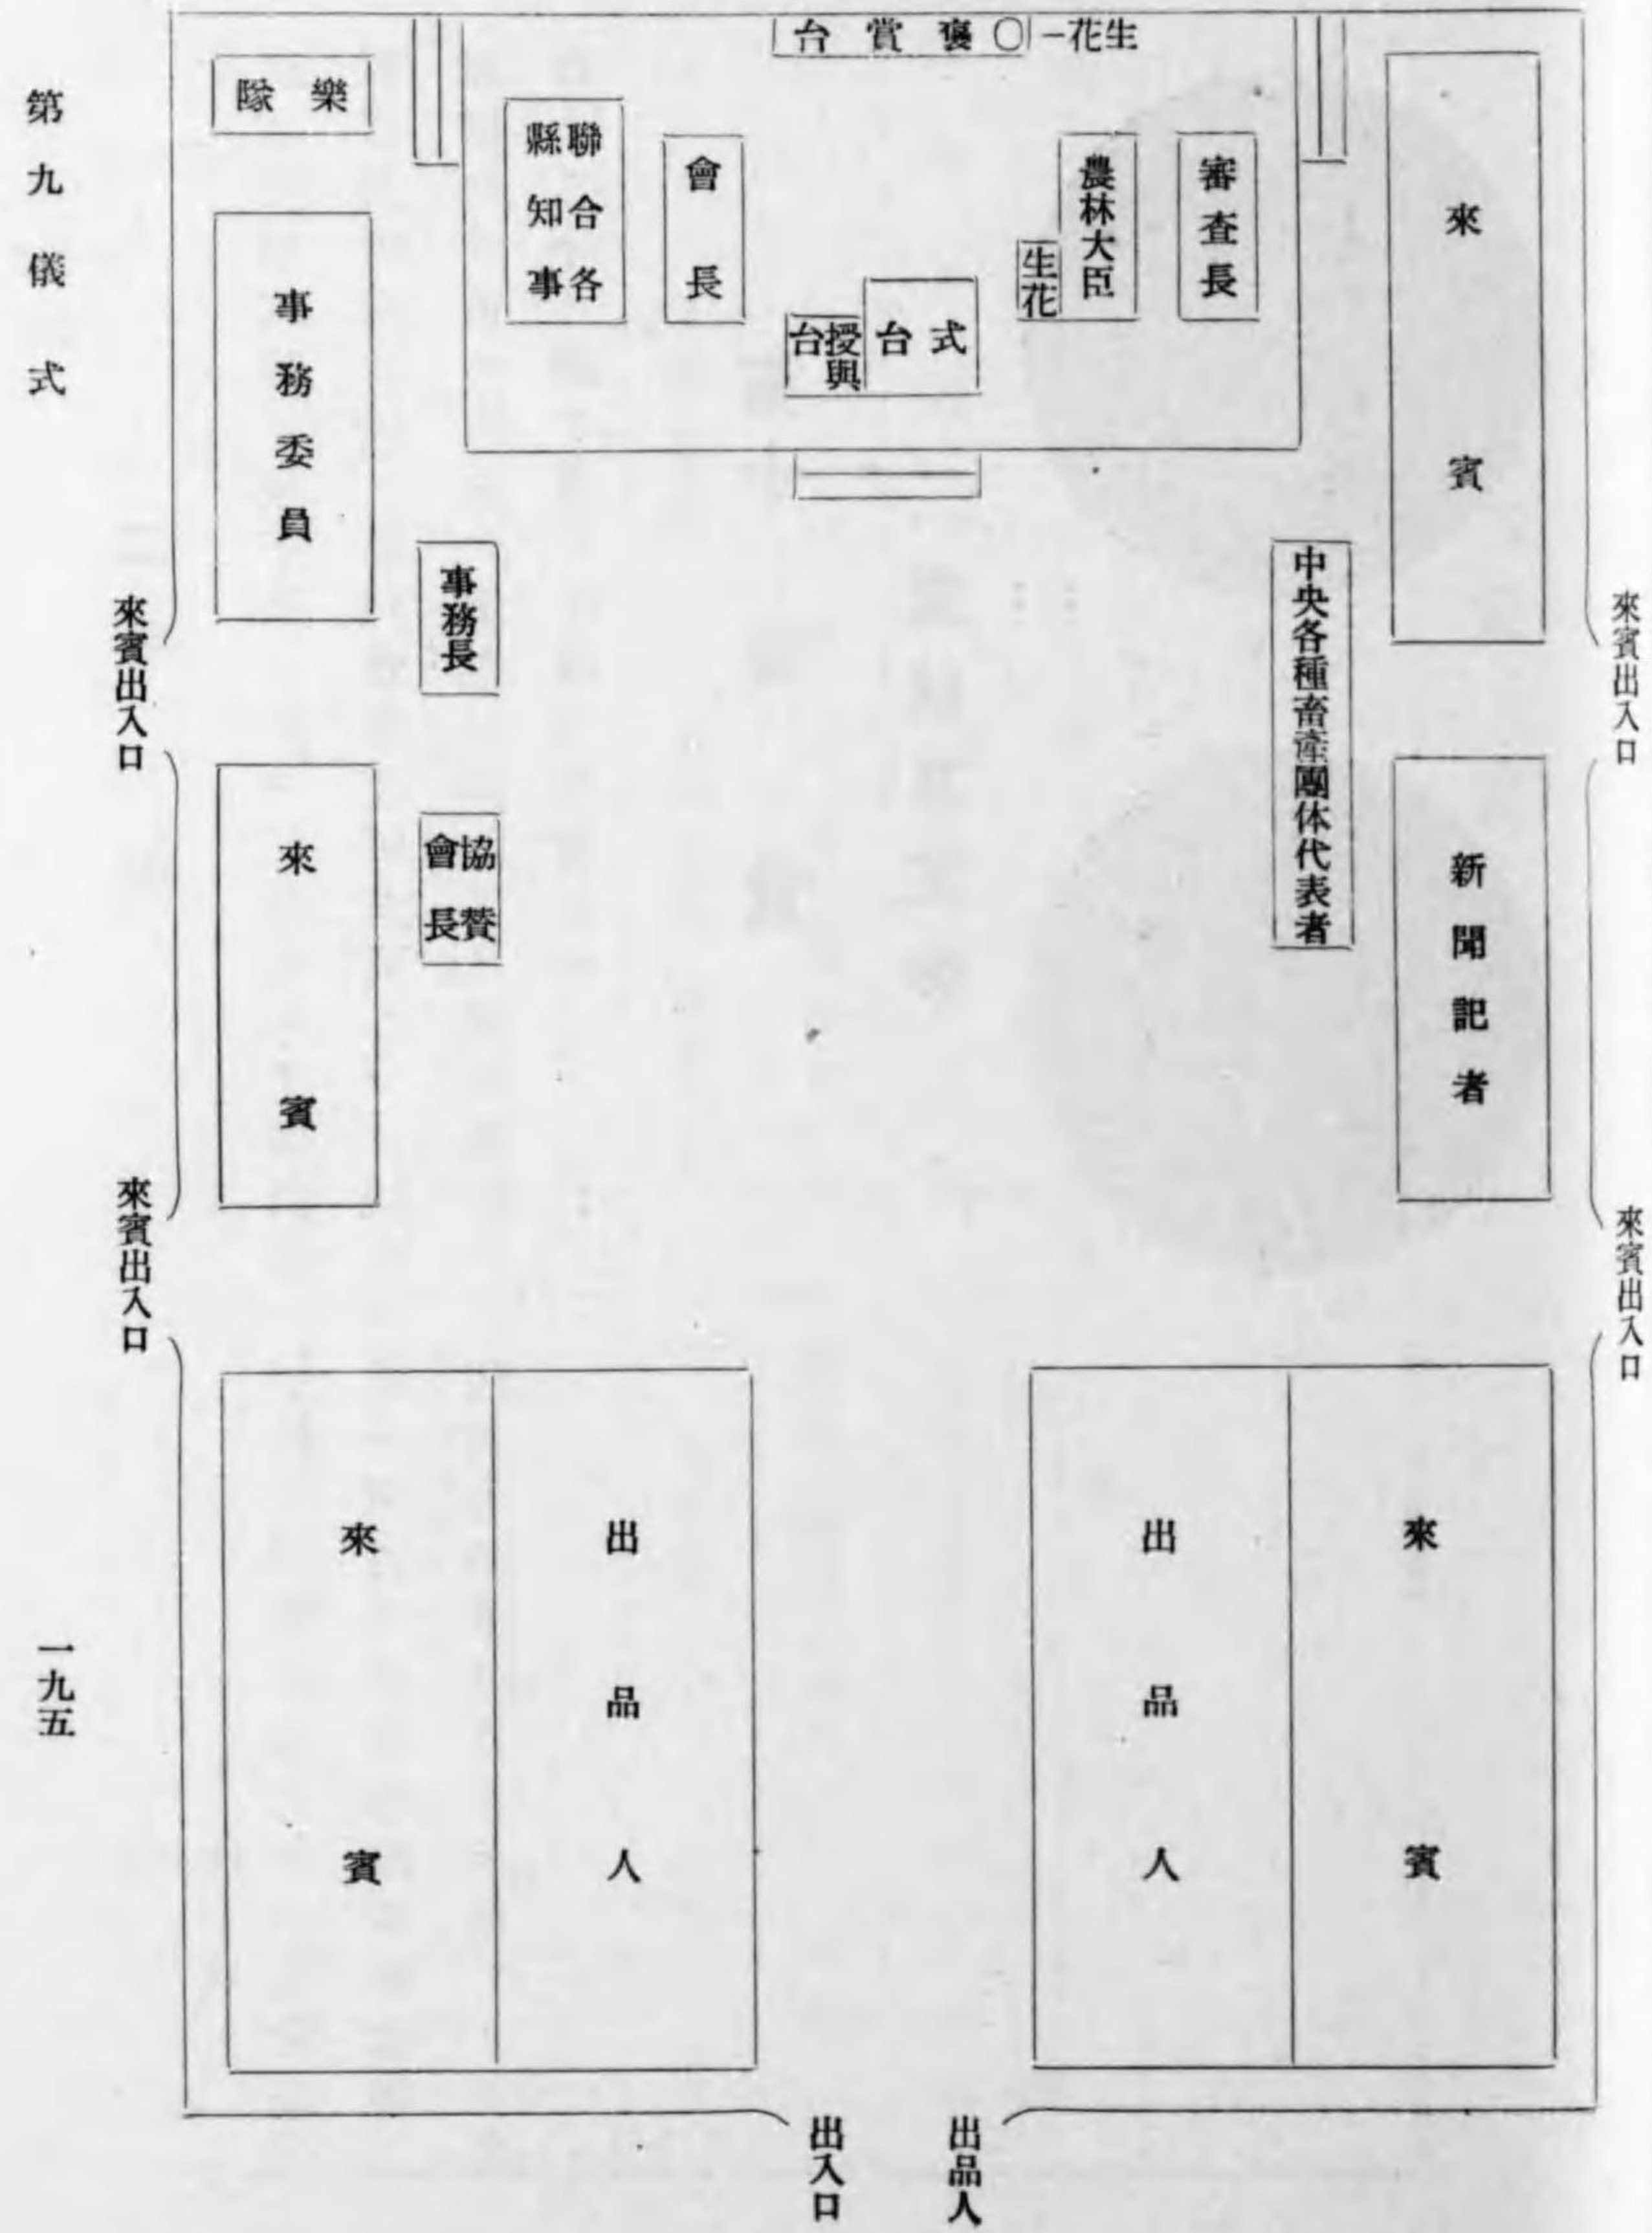 第九 儀式
生花
褒賞台
來賓
審査長
農林大臣
生花
式台
授與
台
會長
聯合各
縣知事
樂隊
事務委員
來賓出入口
中央各種畜產團体代表者
事務長
來賓出入口
新聞記者
協贊
會長
來賓
來賓出入口
來賓出入口
來賓
出品人
出品人
來賓
出品人
出入口
一九五